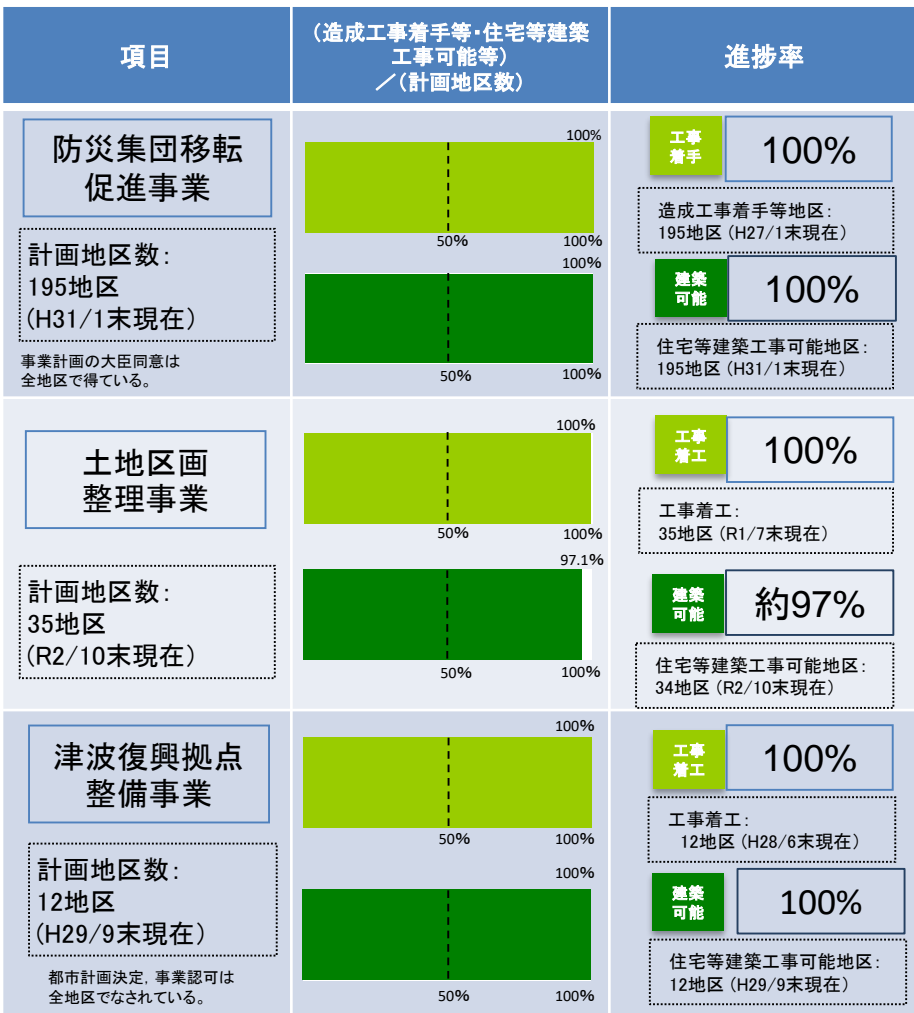 項目
(造成工事着手等・住宅等建築
工事可能等)
／(計画地区数)
進捗率
防災集団移転
促進事業
計画地区数：
195地区
(H31/1末現在)
事業計画の大臣同意は
全地区で得ている。
100%
50%
100%
100%
50%
100%
工事
着手
100%
造成工事着手等地区：
195地区 (H27/1末現在)
建築
可能
100%
住宅等建築工事可能地区：
195地区 (H31/1末現在)
土地区画
整理事業
計画地区数：
35地区
(R2/10末現在)
100%
50%
100%
97.1%
50%
100%
工事
着工
100%
工事着工：
35地区 (R1/7末現在)
建築
可能
約97%
住宅等建築工事可能地区：
34地区 (R2/10末現在)
津波復興拠点
整備事業
計画地区数：
12地区
(H29/9末現在)
都市計画決定，事業認可は
全地区でなされている。
100%
50%
100%
100%
50%
100%
工事
着工
100%
工事着工：
12地区 (H28/6末現在)
建築
可能
100%
住宅等建築工事可能地区：
12地区 (H29/9末現在)